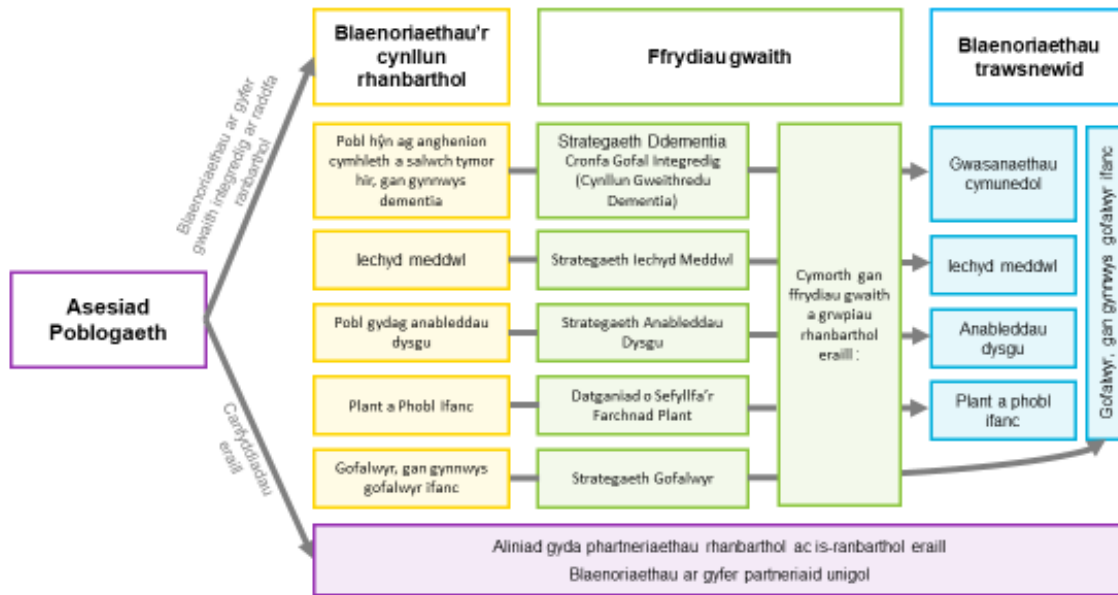 Blaenoriaethau'r
cynllun
rhanbarthol
Ffrydiau gwaith
Blaenoriaethau
trawsnewid
Blaenoriaethau ar gyfer
gwaith integredig ar raddfa
ranbarthol
Asesiad
Poblogaeth
Canfyddiadau
eraill
Pobl hŷn ag anghenion
cymhleth a salwch tymor
hir, gan gynnwys
dementia
Strategaeth Ddementia
Cronfa Gofal Integredig
(Cynllun Gweithredu
Dementia)
Gwasanaethau
cymunedol
Iechyd meddwl
Strategaeth Iechyd Meddwl
Iechyd meddwl
Pobl gydag anableddau
dysgu
Strategaeth Anableddau
Dysgu
Anableddau
dysgu
Plant a Phobl Ifanc
Datganiad o Sefyllfa'r
Farchnad Plant
Plant a phobl
ifanc
Gofalwyr, gan gynnwys
gofalwyr ifanc
Strategaeth Gofalwyr
Cymorth gan
ffrydiau gwaith
a grwpiau
rhanbarthol
eraill :
Gofalwyr, gan gynnwys gofalwyr ifanc
Aliniad gyda phartneriaethau rhanbarthol ac is-ranbarthol eraill
Blaenoriaethau ar gyfer partneriaid unigol